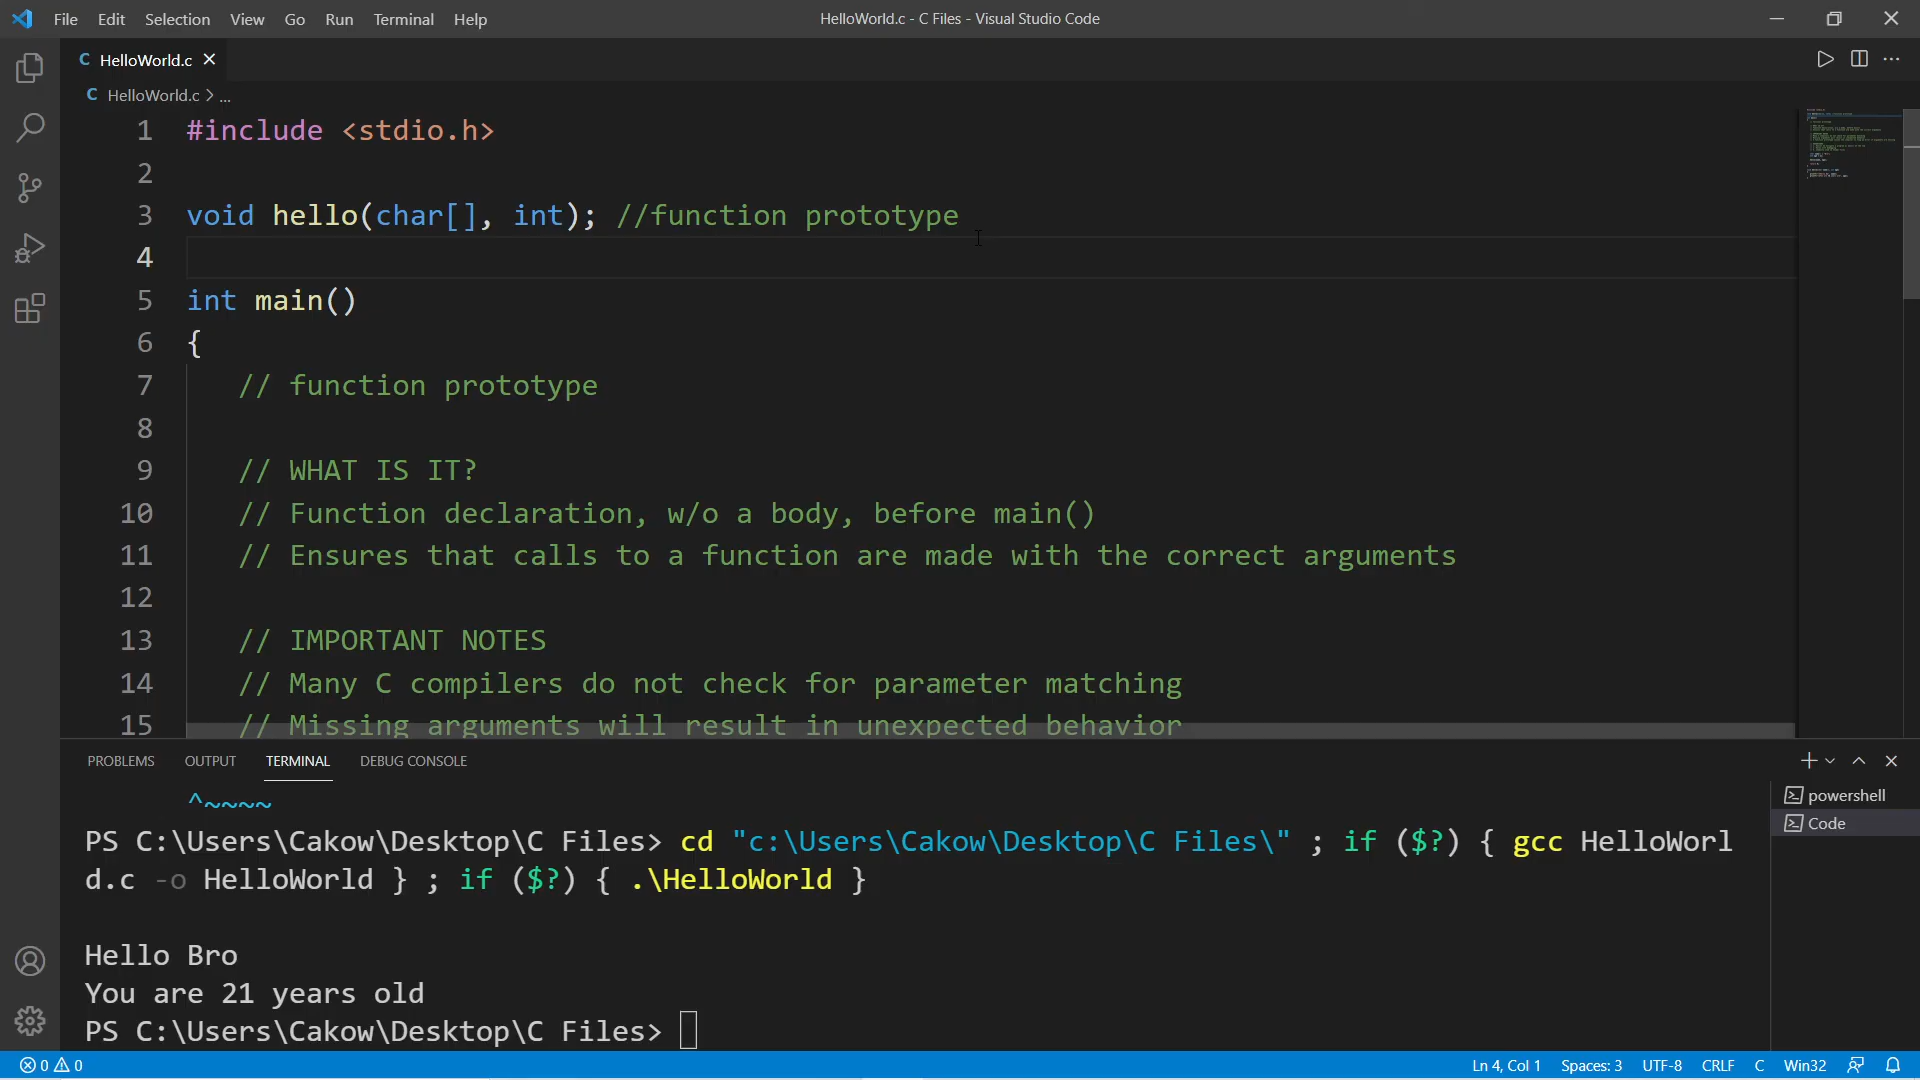 File Edit Selection View Go Run Terminal Help
HelloWorld.c - C Files - Visual Studio Code
C HelloWorld.c
C HelloWorld.c > ...
1 #include <stdio.h>
2
3 void hello(char[], int); //function prototype
4
5 int main()
6 {
7 // function prototype
8
9 // WHAT IS IT?
10 // Function declaration, w/o a body, before main()
11 // Ensures that calls to a function are made with the correct arguments
12
13 // IMPORTANT NOTES
14 // Many C compilers do not check for parameter matching
15 // Missing arguments will result in unexpected behavior
PROBLEMS OUTPUT TERMINAL DEBUG CONSOLE
^~~~~
powershell
Code
PS C:\Users\Cakow\Desktop\C Files> cd "c:\Users\Cakow\Desktop\C Files\" ; if ($?) { gcc HelloWorl
d.c -o HelloWorld } ; if ($?) { .\HelloWorld }
Hello Bro
You are 21 years old
PS C:\Users\Cakow\Desktop\C Files>
0 0
Ln 4, Col 1 Spaces: 3 UTF-8 CRLF C Win32